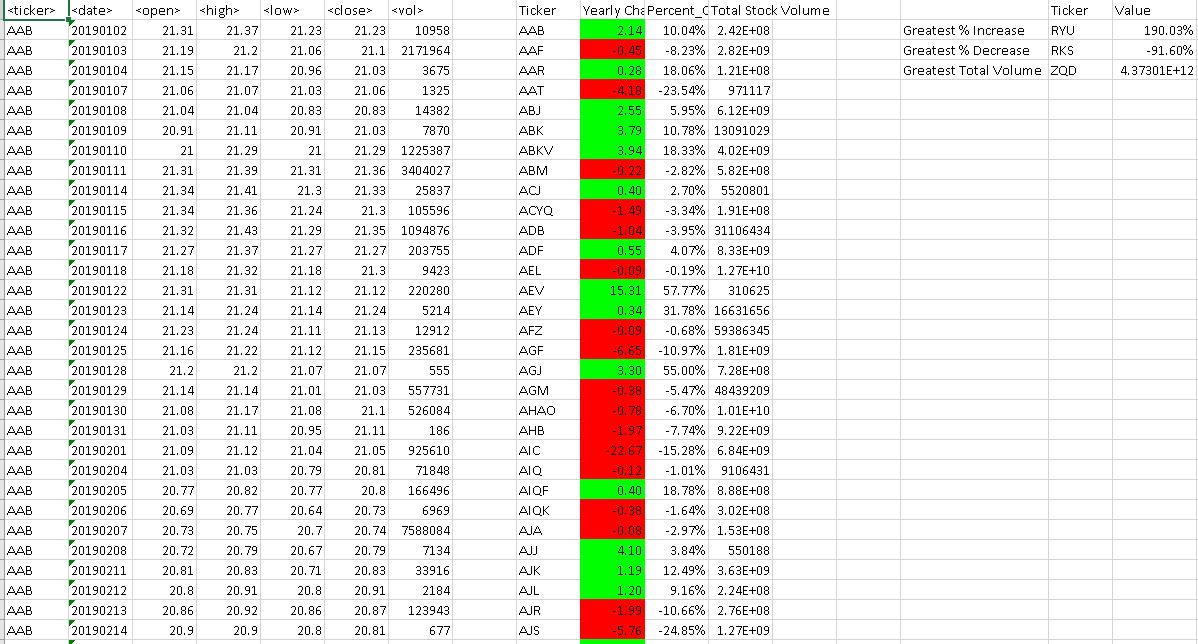 <ticker> <date> <open> <high> <low> <close> <vol> Ticker Yearly Cha Percent_C Total Stock Volume Ticker Value
AAB 20190102 21.31 21.37 21.23 21.23 10958 AAB 2.14 10.04% 2.42E+08 Greatest % Increase RYU 190.03%
AAB 20190103 21.19 21.2 21.06 21.1 2171964 AAF -0.45 -8.23% 2.82E+09 Greatest % Decrease RKS -91.60%
AAB 20190104 21.15 21.17 20.96 21.03 3675 AAR 0.28 18.06% 1.21E+08 Greatest Total Volume ZQD 4.37301E+12
AAB 20190107 21.06 21.07 21.03 21.06 1325 AAT -4.18 -23.54% 971117
AAB 20190108 21.04 21.04 20.83 20.83 14382 ABJ 2.55 5.95% 6.12E+09
AAB 20190109 20.91 21.11 20.91 21.03 7870 ABK 3.79 10.78% 13091029
AAB 20190110 21 21.29 21 21.29 1225387 ABKV 3.94 18.33% 4.02E+09
AAB 20190111 21.31 21.39 21.31 21.36 3404027 ABM -0.22 -2.82% 5.82E+08
AAB 20190114 21.34 21.41 21.3 21.33 25837 ACJ 0.40 2.70% 5520801
AAB 20190115 21.34 21.36 21.24 21.3 105596 ACYQ -1.49 -3.34% 1.91E+08
AAB 20190116 21.32 21.43 21.29 21.35 1094876 ADB -1.04 -3.95% 31106434
AAB 20190117 21.27 21.37 21.27 21.27 203755 ADF 0.55 4.07% 8.33E+09
AAB 20190118 21.18 21.32 21.18 21.3 9423 AEL -0.09 -0.19% 1.27E+10
AAB 20190122 21.31 21.31 21.12 21.12 220280 AEV 15.31 57.77% 310625
AAB 20190123 21.14 21.24 21.14 21.24 5214 AEY 0.34 31.78% 16631656
AAB 20190124 21.23 21.24 21.11 21.13 12912 AFZ -0.09 -0.68% 59386345
AAB 20190125 21.16 21.22 21.12 21.15 235681 AGF -6.65 -10.97% 1.81E+09
AAB 20190128 21.2 21.2 21.07 21.07 555 AGJ 3.30 55.00% 7.28E+08
AAB 20190129 21.14 21.14 21.01 21.03 557731 AGM -0.38 -5.47% 48439209
AAB 20190130 21.08 21.17 21.08 21.1 526084 AHAO -0.78 -6.70% 1.01E+10
AAB 20190131 21.03 21.11 20.95 21.11 186 AHB -1.97 -7.74% 9.22E+09
AAB 20190201 21.09 21.12 21.04 21.05 925610 AIC -22.67 -15.28% 6.84E+09
AAB 20190204 21.03 21.03 20.79 20.81 71848 AIQ -0.12 -1.01% 9106431
AAB 20190205 20.77 20.82 20.77 20.8 166496 AIQF 0.40 18.78% 8.88E+08
AAB 20190206 20.69 20.77 20.64 20.73 6969 AIQK -0.38 -1.64% 3.02E+08
AAB 20190207 20.73 20.75 20.7 20.74 7588084 AJA -0.08 -2.97% 1.53E+08
AAB 20190208 20.72 20.79 20.67 20.79 7134 AJJ 4.10 3.84% 550188
AAB 20190211 20.81 20.83 20.71 20.83 33916 AJK 1.19 12.49% 3.63E+09
AAB 20190212 20.8 20.91 20.8 20.91 2184 AJL 1.20 9.16% 2.24E+08
AAB 20190213 20.86 20.92 20.86 20.87 123943 AJR -1.99 -10.66% 2.76E+08
AAB 20190214 20.9 20.9 20.8 20.81 677 AJS -5.76 -24.85% 1.27E+09